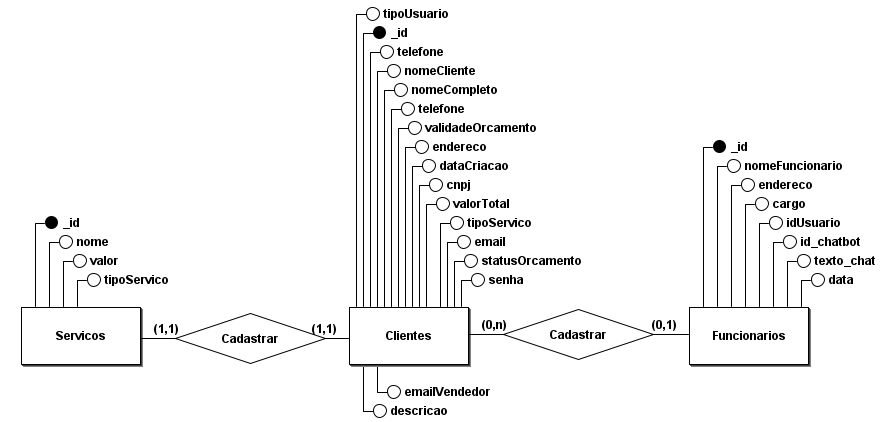 tipoUsuario
_id
telefone
nomeCliente
nomeCompleto
telefone
validadeOrcamento
endereco
dataCriacao
cnpj
valorTotal
tipoServico
email
statusOrcamento
senha
_id
nomeFuncionario
endereco
cargo
idUsuario
id_chatbot
texto_chat
data
_id
nome
valor
tipoServico
Servicos
(1,1)
Cadastrar
(1,1)
Clientes
(0,n)
Cadastrar
(0,1)
Funcionarios
emailVendedor
descricao